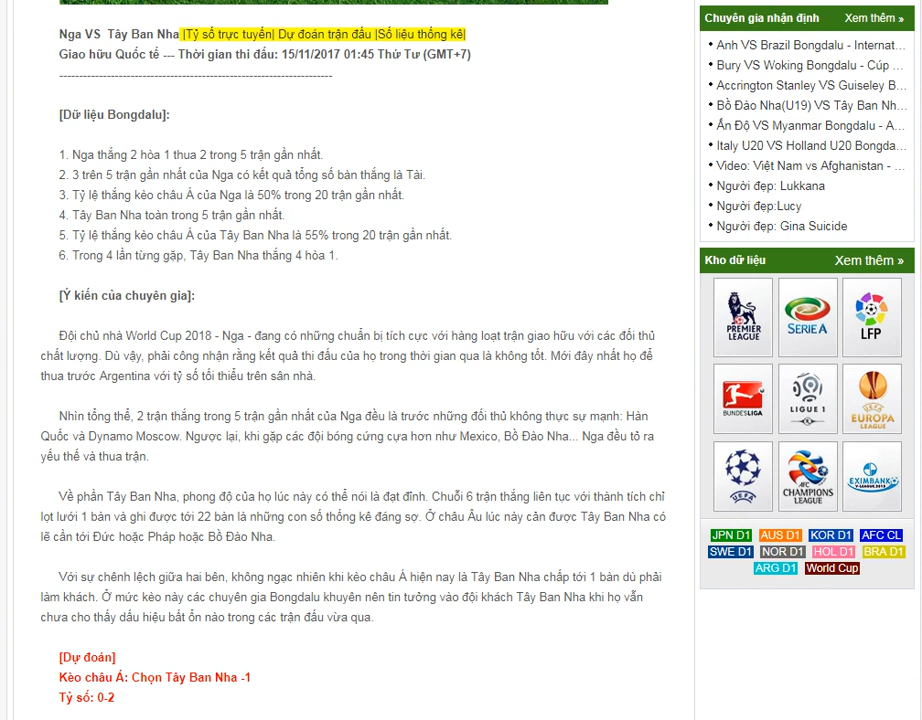 Nga VS Tây Ban Nha |Tỷ số trực tuyến| Dự đoán trận đấu |Số liệu thống kê|
Giao hữu Quốc tế --- Thời gian thi đấu: 15/11/2017 01:45 Thứ Tư (GMT+7)
---------------------------------------------------------------------
[Dữ liệu Bongdalu]:
1. Nga thắng 2 hòa 1 thua 2 trong 5 trận gần nhất.
2. 3 trên 5 trận gần nhất của Nga có kết quả tổng số bàn thắng là Tài.
3. Tỷ lệ thắng kèo châu Á của Nga là 50% trong 20 trận gần nhất.
4. Tây Ban Nha toàn trong 5 trận gần nhất.
5. Tỷ lệ thắng kèo châu Á của Tây Ban Nha là 55% trong 20 trận gần nhất.
6. Trong 4 lần từng gặp, Tây Ban Nha thắng 4 hòa 1.
[Ý kiến của chuyên gia]:
Đội chủ nhà World Cup 2018 - Nga - đang có những chuẩn bị tích cực với hàng loạt trận giao hữu với các đối thủ
chất lượng. Dù vậy, phải công nhận rằng kết quả thi đấu của họ trong thời gian qua là không tốt. Mới đây nhất họ để
thua trước Argentina với tỷ số tối thiểu trên sân nhà.
Nhìn tổng thể, 2 trận thắng trong 5 trận gần nhất của Nga đều là trước những đối thủ không thực sự mạnh: Hàn
Quốc và Dynamo Moscow. Ngược lại, khi gặp các đội bóng cứng cựa hơn như Mexico, Bồ Đào Nha... Nga đều tỏ ra
yếu thế và thua trận.
Về phần Tây Ban Nha, phong độ của họ lúc này có thể nói là đạt đỉnh. Chuỗi 6 trận thắng liên tục với thành tích chỉ
lọt lưới 1 bàn và ghi được tới 22 bàn là những con số thống kê đáng sợ. Ở châu Âu lúc này cản được Tây Ban Nha có
lẽ cần tới Đức hoặc Pháp hoặc Bồ Đào Nha.
Với sự chênh lệch giữa hai bên, không ngạc nhiên khi kèo châu Á hiện nay là Tây Ban Nha chấp tới 1 bàn dù phải
làm khách. Ở mức kèo này các chuyên gia Bongdalu khuyên nên tin tưởng vào đội khách Tây Ban Nha khi họ vẫn
chưa cho thấy dấu hiệu bất ổn nào trong các trận đấu vừa qua.
[Dự đoán]
Kèo châu Á: Chọn Tây Ban Nha -1
Tỷ số: 0-2
Chuyên gia nhận định Xem thêm »
• Anh VS Brazil Bongdalu - Internat...
• Bury VS Woking Bongdalu - Cúp ...
• Accrington Stanley VS Guiseley B...
• Bồ Đào Nha(U19) VS Tây Ban Nh...
• Ấn Độ VS Myanmar Bongdalu - A...
• Italy U20 VS Holland U20 Bongda...
• Video: Việt Nam vs Afghanistan - ...
• Người đẹp: Lukkana
• Người đẹp:Lucy
• Người đẹp: Gina Suicide
Kho dữ liệu Xem thêm »
PREMIER LEAGUE SERIE A LFP
BUNDESLIGA LIGUE 1 UEFA EUROPA LEAGUE
UEFA AFC CHAMPIONS LEAGUE EXIMBANK
JPN D1 AUS D1 KOR D1 AFC CL
SWE D1 NOR D1 HOL D1 BRA D1
ARG D1 World Cup